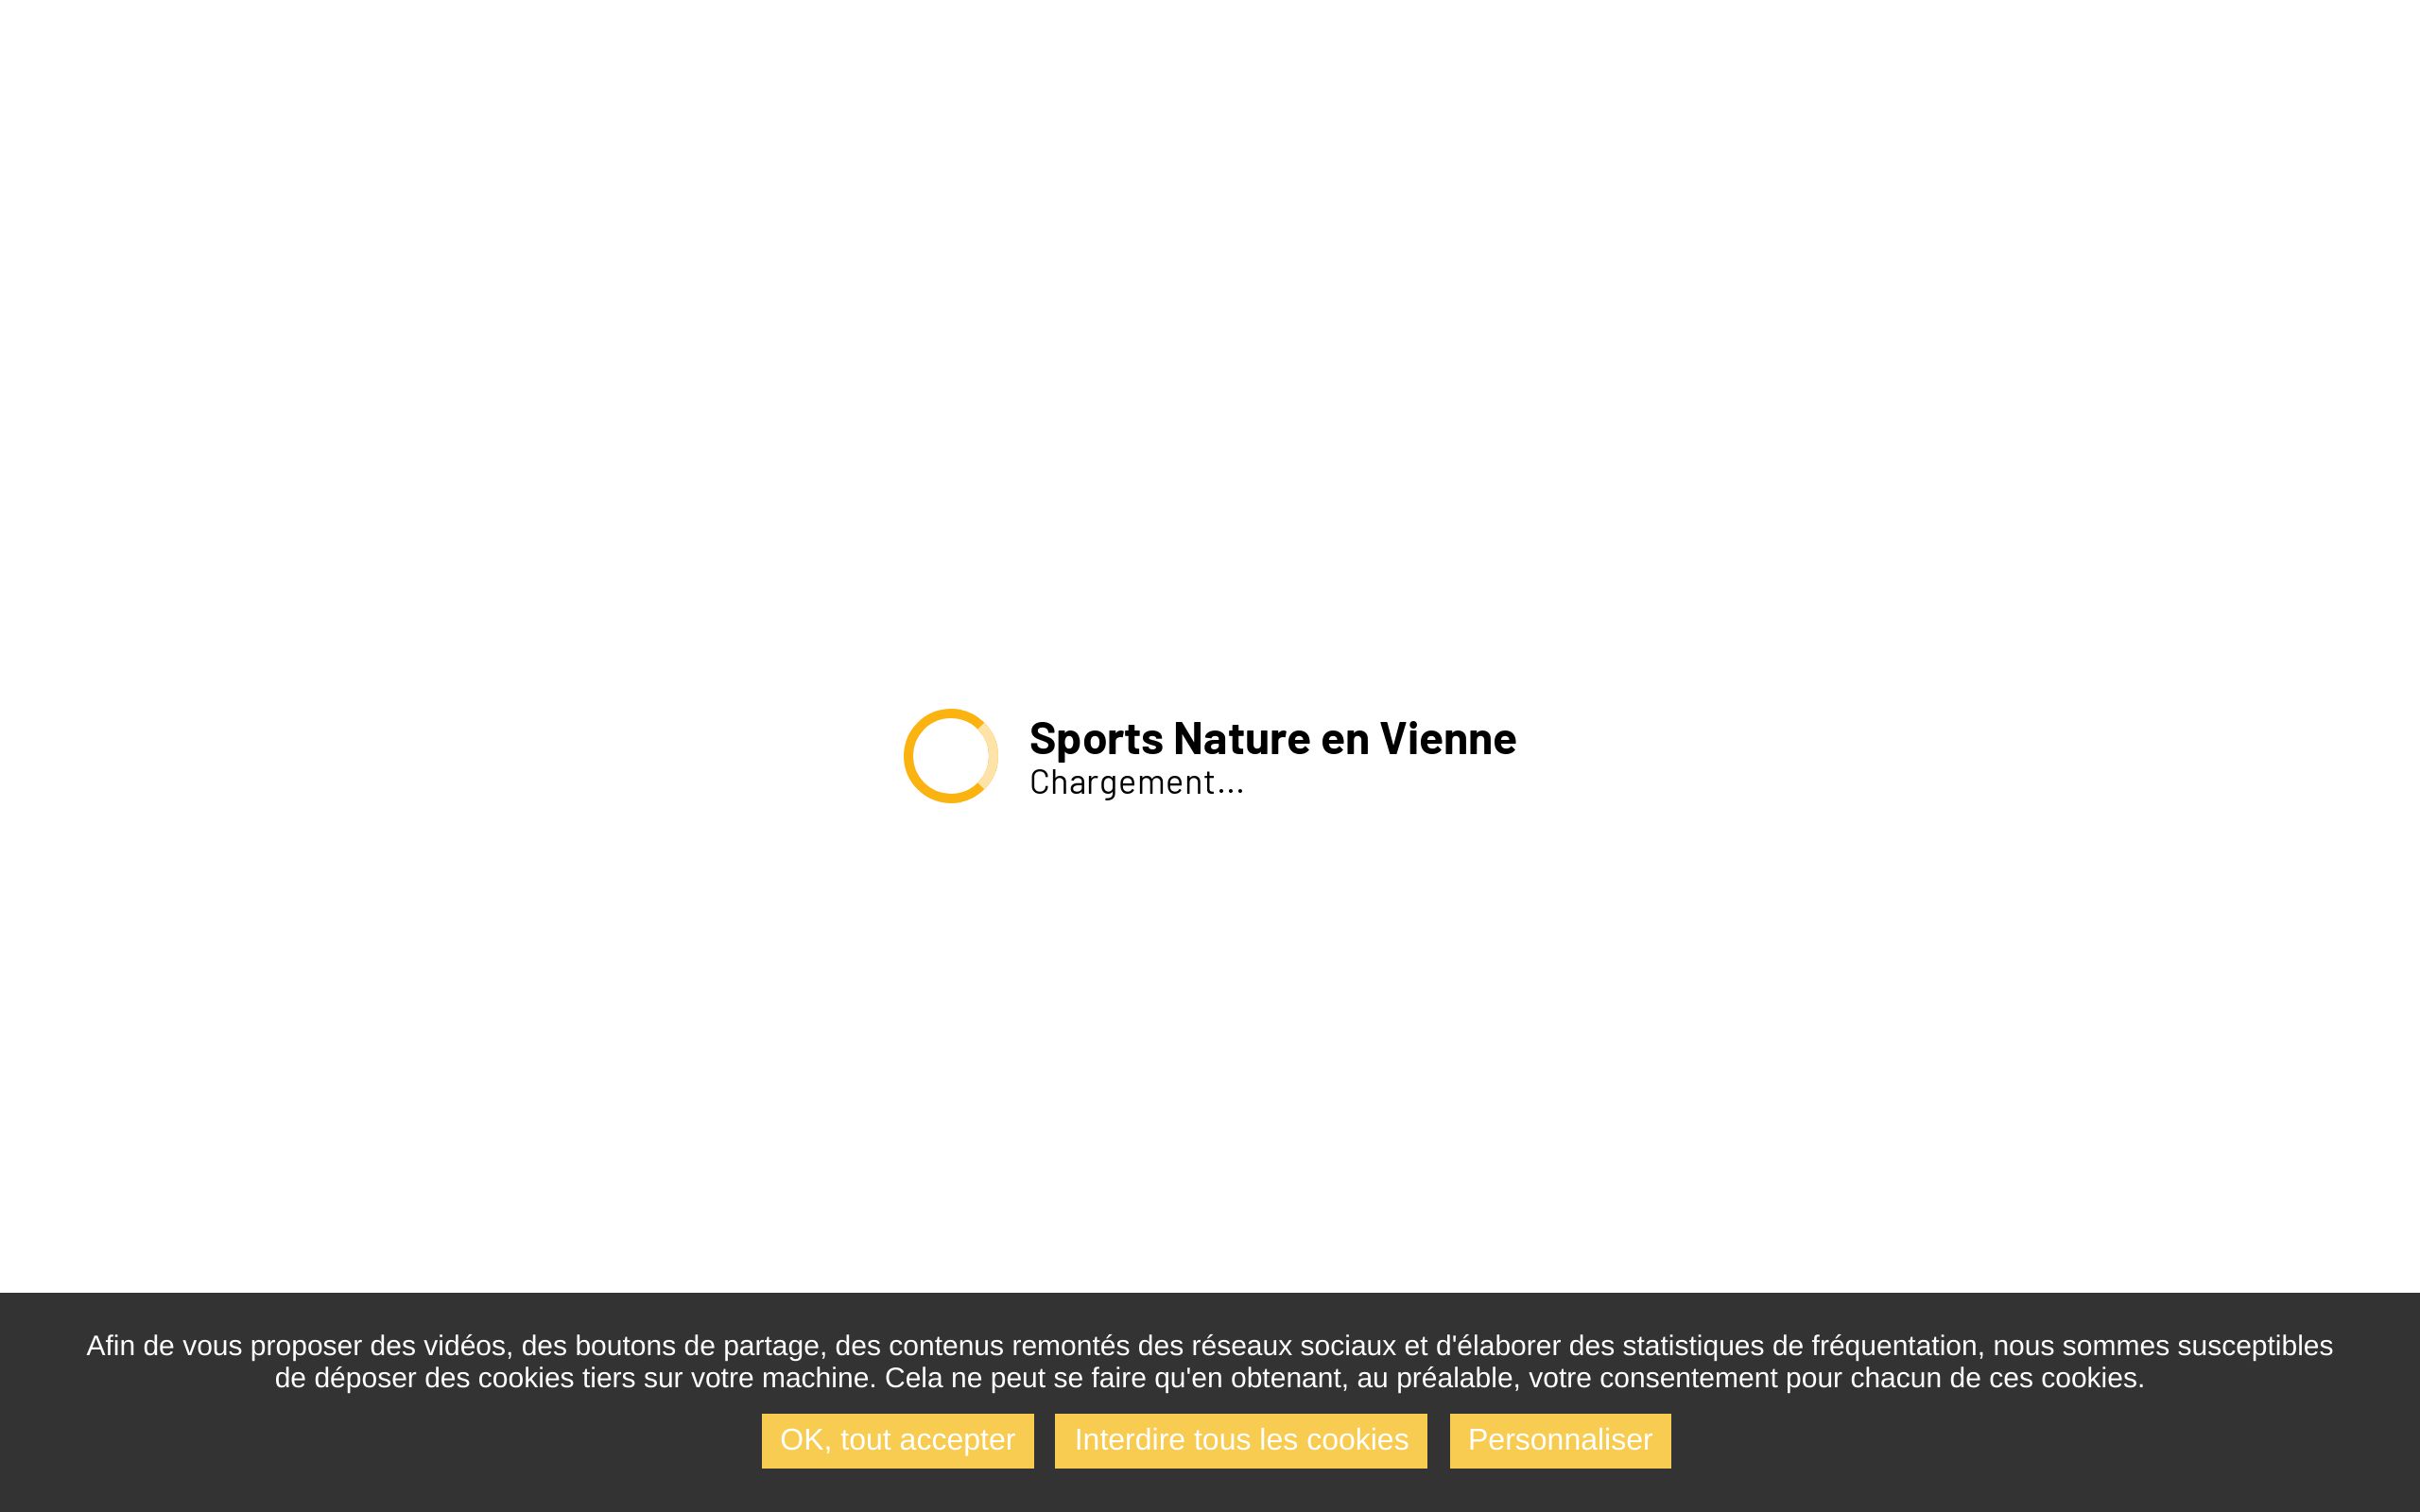 Sports Nature en Vienne
Chargement...
Afin de vous proposer des vidéos, des boutons de partage, des contenus remontés des réseaux sociaux et d'élaborer des statistiques de fréquentation, nous sommes susceptibles
de déposer des cookies tiers sur votre machine. Cela ne peut se faire qu'en obtenant, au préalable, votre consentement pour chacun de ces cookies.
OK, tout accepter Interdire tous les cookies Personnaliser